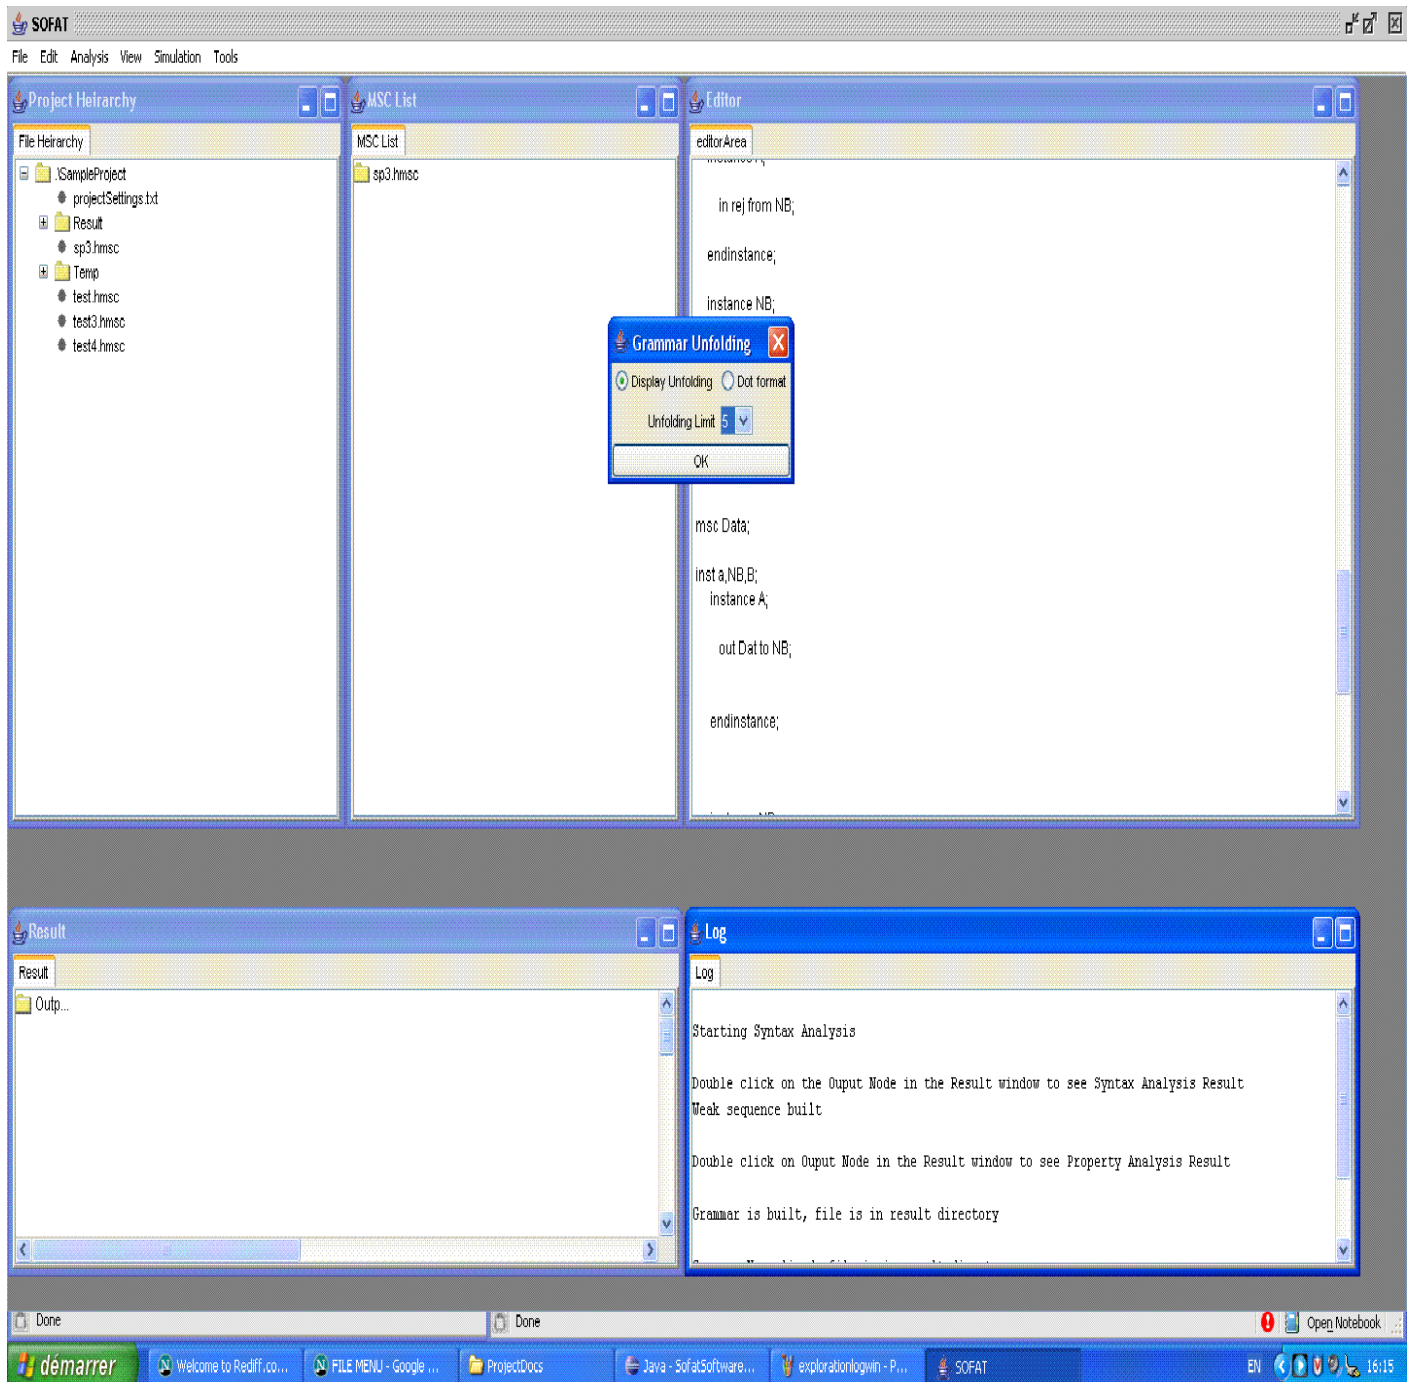 SOFAT
File Edit Analysis View Simulation Tools
Project Heirarchy
File Heirarchy
.\SampleProject
projectSettings.txt
Result
sp3.hmsc
Temp
test.hmsc
test3.hmsc
test4.hmsc
MSC List
MSC List
sp3.hmsc
Editor
editorArea
instance A;
in rej from NB;
endinstance;
instance NB;
msc Data;
inst a,NB,B;
instance A;
out Dat to NB;
endinstance;
Grammar Unfolding
Display Unfolding Dot format
Unfolding Limit 5
OK
Result
Result
Outp...
Log
Log
Starting Syntax Analysis
Double click on the Ouput Node in the Result window to see Syntax Analysis Result
Weak sequence built
Double click on Ouput Node in the Result window to see Property Analysis Result
Grammar is built, file is in result directory
Done
Done
Open Notebook
démarrer
Welcome to Rediff.co...
FILE MENU - Google ...
ProjectDocs
Java - SofatSoftware...
explorationlogwin - P...
SOFAT
EN
16:15